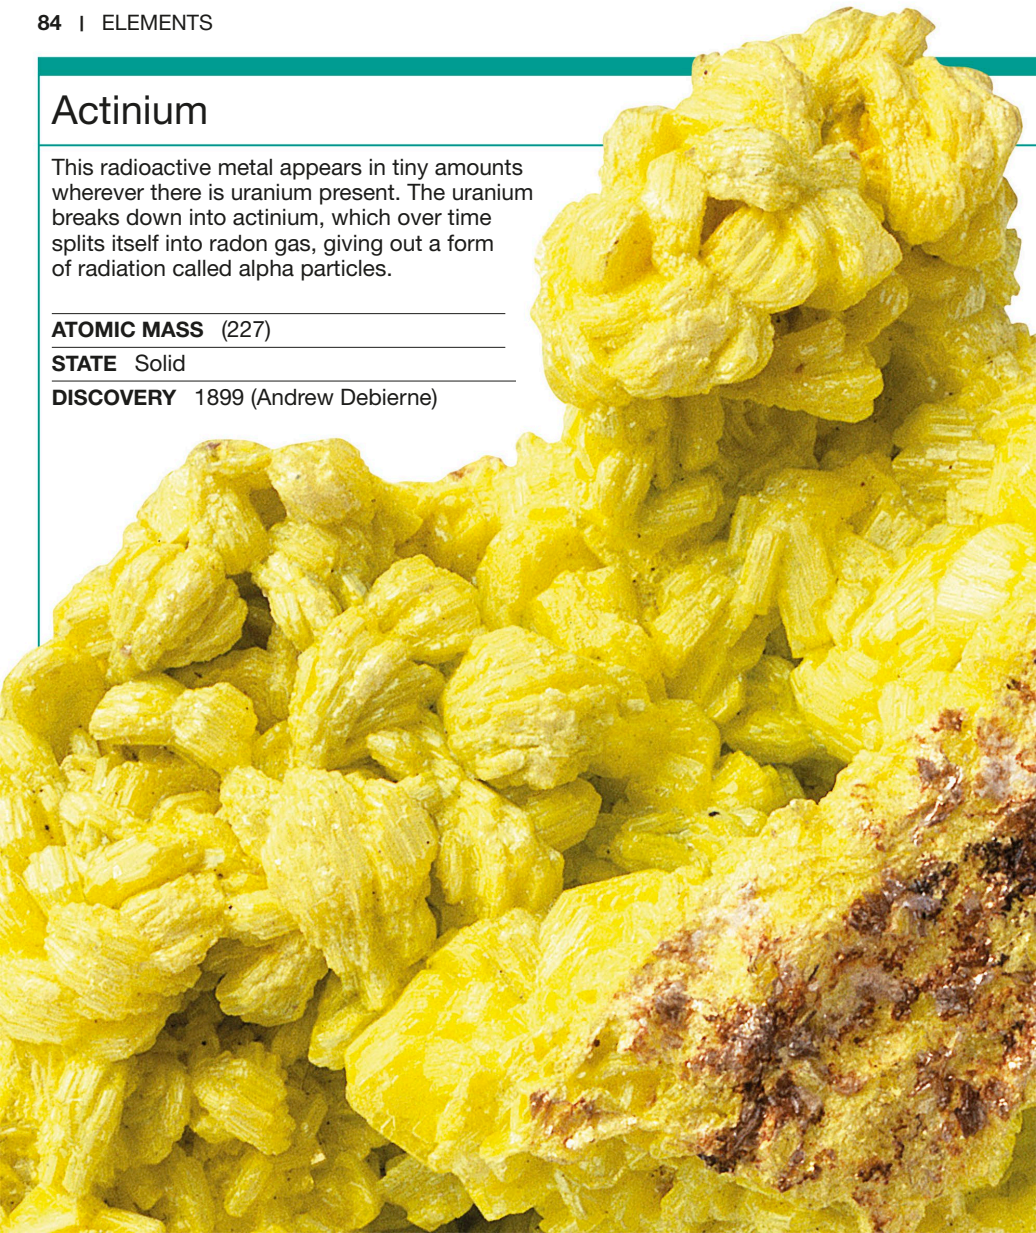 84 | ELEMENTS
Actinium
This radioactive metal appears in tiny amounts
wherever there is uranium present. The uranium
breaks down into actinium, which over time
splits itself into radon gas, giving out a form
of radiation called alpha particles.
ATOMIC MASS (227)
STATE Solid
DISCOVERY 1899 (Andrew Debierne)